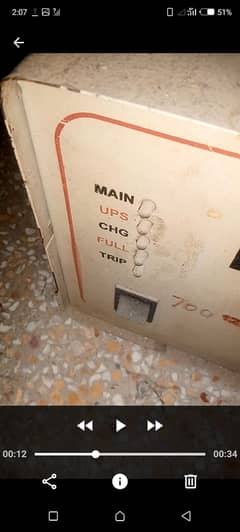 2:07
51%
MAIN
UPS
CHG
FULL
TRIP
700
00:12
00:34